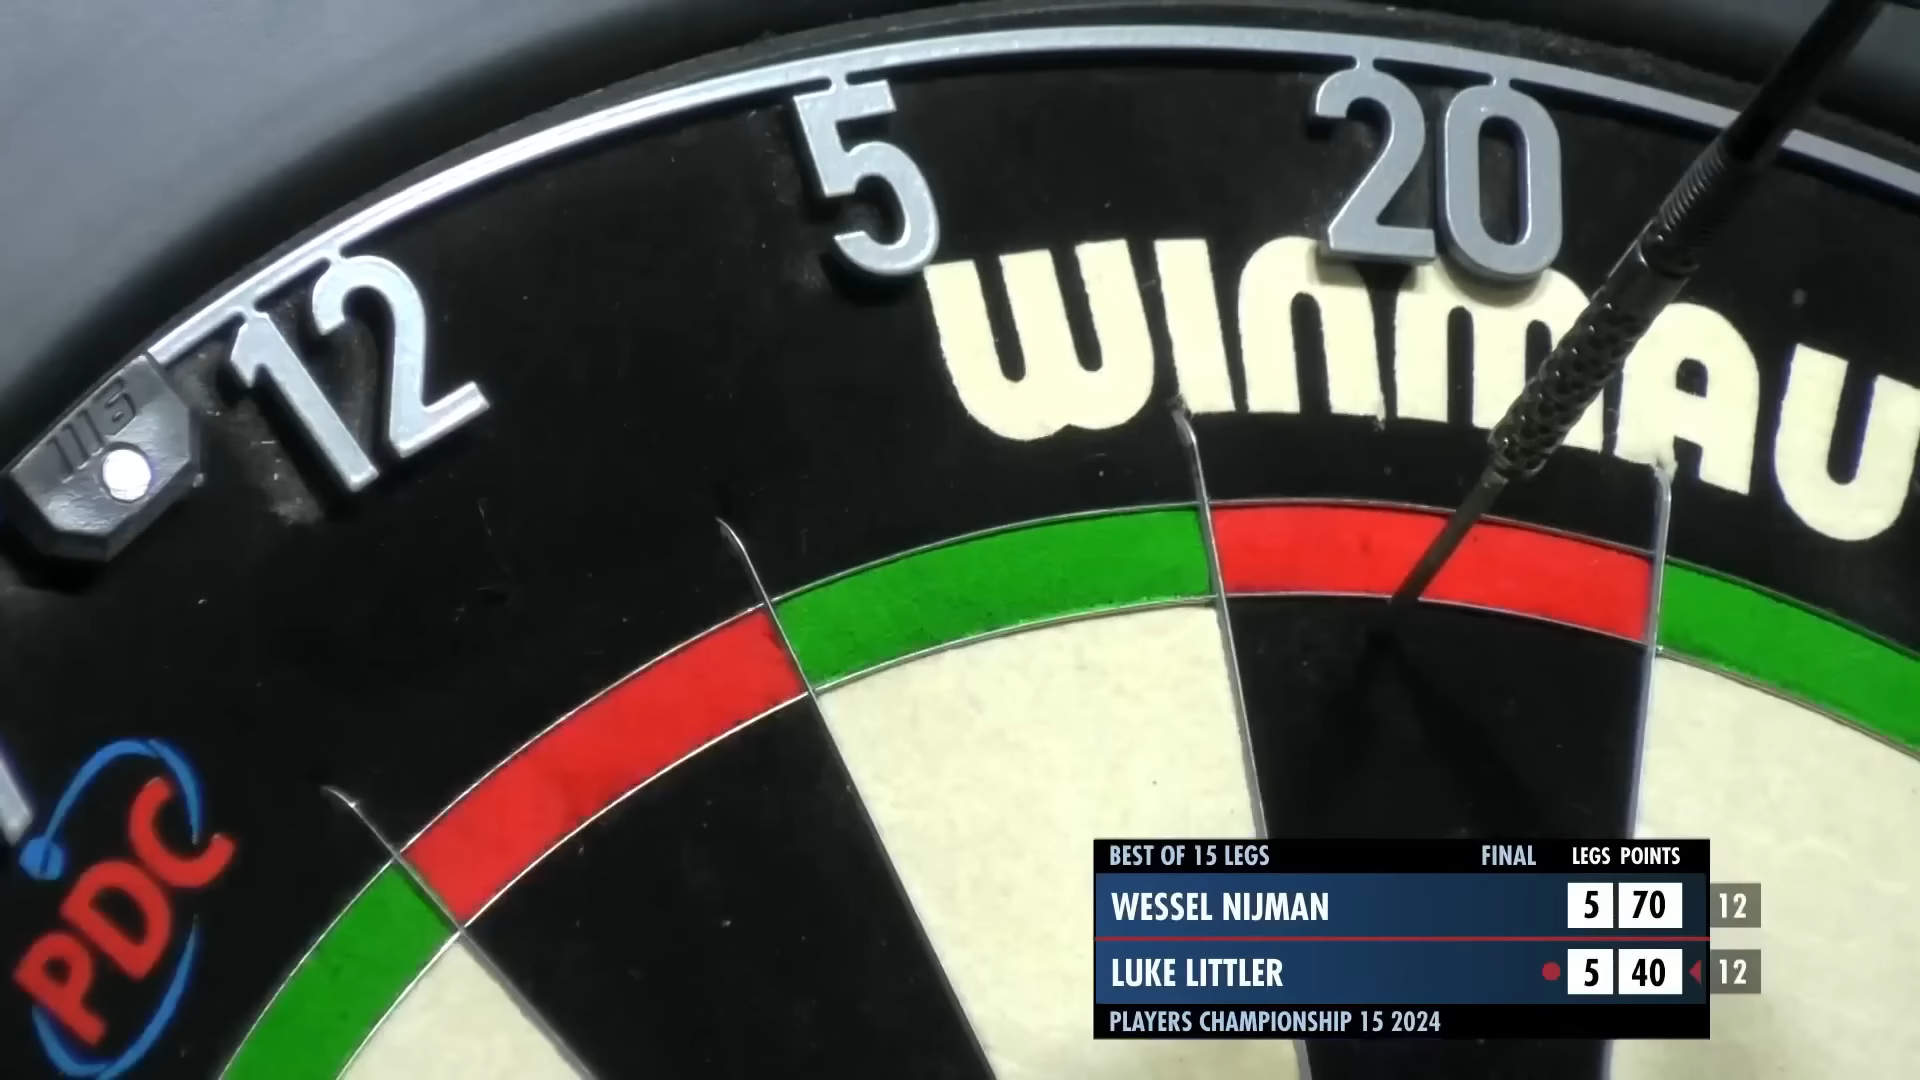 5
20
12
WINMAU
1116
PDC
BEST OF 15 LEGS FINAL LEGS POINTS
WESSEL NIJMAN 5 70 12
LUKE LITTLER 5 40 12
PLAYERS CHAMPIONSHIP 15 2024